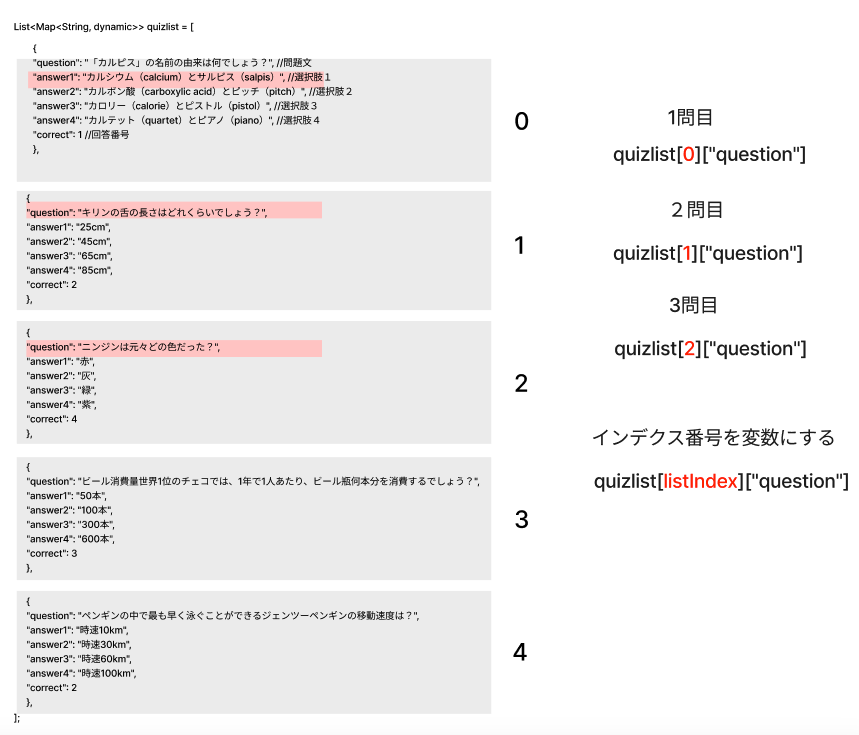 List<Map<String, dynamic>> quizlist = [
{
"question": "「カルピス」の名前の由来は何でしょう？", //問題文
"answer1": "カルシウム（calcium）とサルピス（salpis）", //選択肢１
"answer2": "カルボン酸（carboxylic acid）とピッチ（pitch）", //選択肢２
"answer3": "カロリー（calorie）とピストル（pistol）", //選択肢３
"answer4": "カルテット（quartet）とピアノ（piano）", //選択肢４
"correct": 1 //回答番号
},
0
{
"question": "キリンの舌の長さはどれくらいでしょう？",
"answer1": "25cm",
"answer2": "45cm",
"answer3": "65cm",
"answer4": "85cm",
"correct": 2
},
1
{
"question": "ニンジンは元々どの色だった？",
"answer1": "赤",
"answer2": "灰",
"answer3": "緑",
"answer4": "紫",
"correct": 4
},
2
{
"question": "ビール消費量世界1位のチェコでは、1年で1人あたり、ビール瓶何本分を消費するでしょう？",
"answer1": "50本",
"answer2": "100本",
"answer3": "300本",
"answer4": "600本",
"correct": 3
},
3
{
"question": "ペンギンの中で最も早く泳ぐことができるジェンツーペンギンの移動速度は？",
"answer1": "時速10km",
"answer2": "時速30km",
"answer3": "時速60km",
"answer4": "時速100km",
"correct": 2
},
4
];
1問目
quizlist[0]["question"]
２問目
quizlist[1]["question"]
3問目
quizlist[2]["question"]
インデクス番号を変数にする
quizlist[listIndex]["question"]